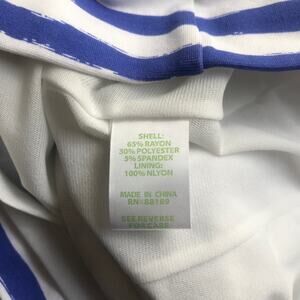 SHELL:
65% RAYON
30% POLYESTER
5% SPANDEX
LINING:
100% NLYON
MADE IN CHINA
RN#88189
SEE REVERSE
FOR CARE